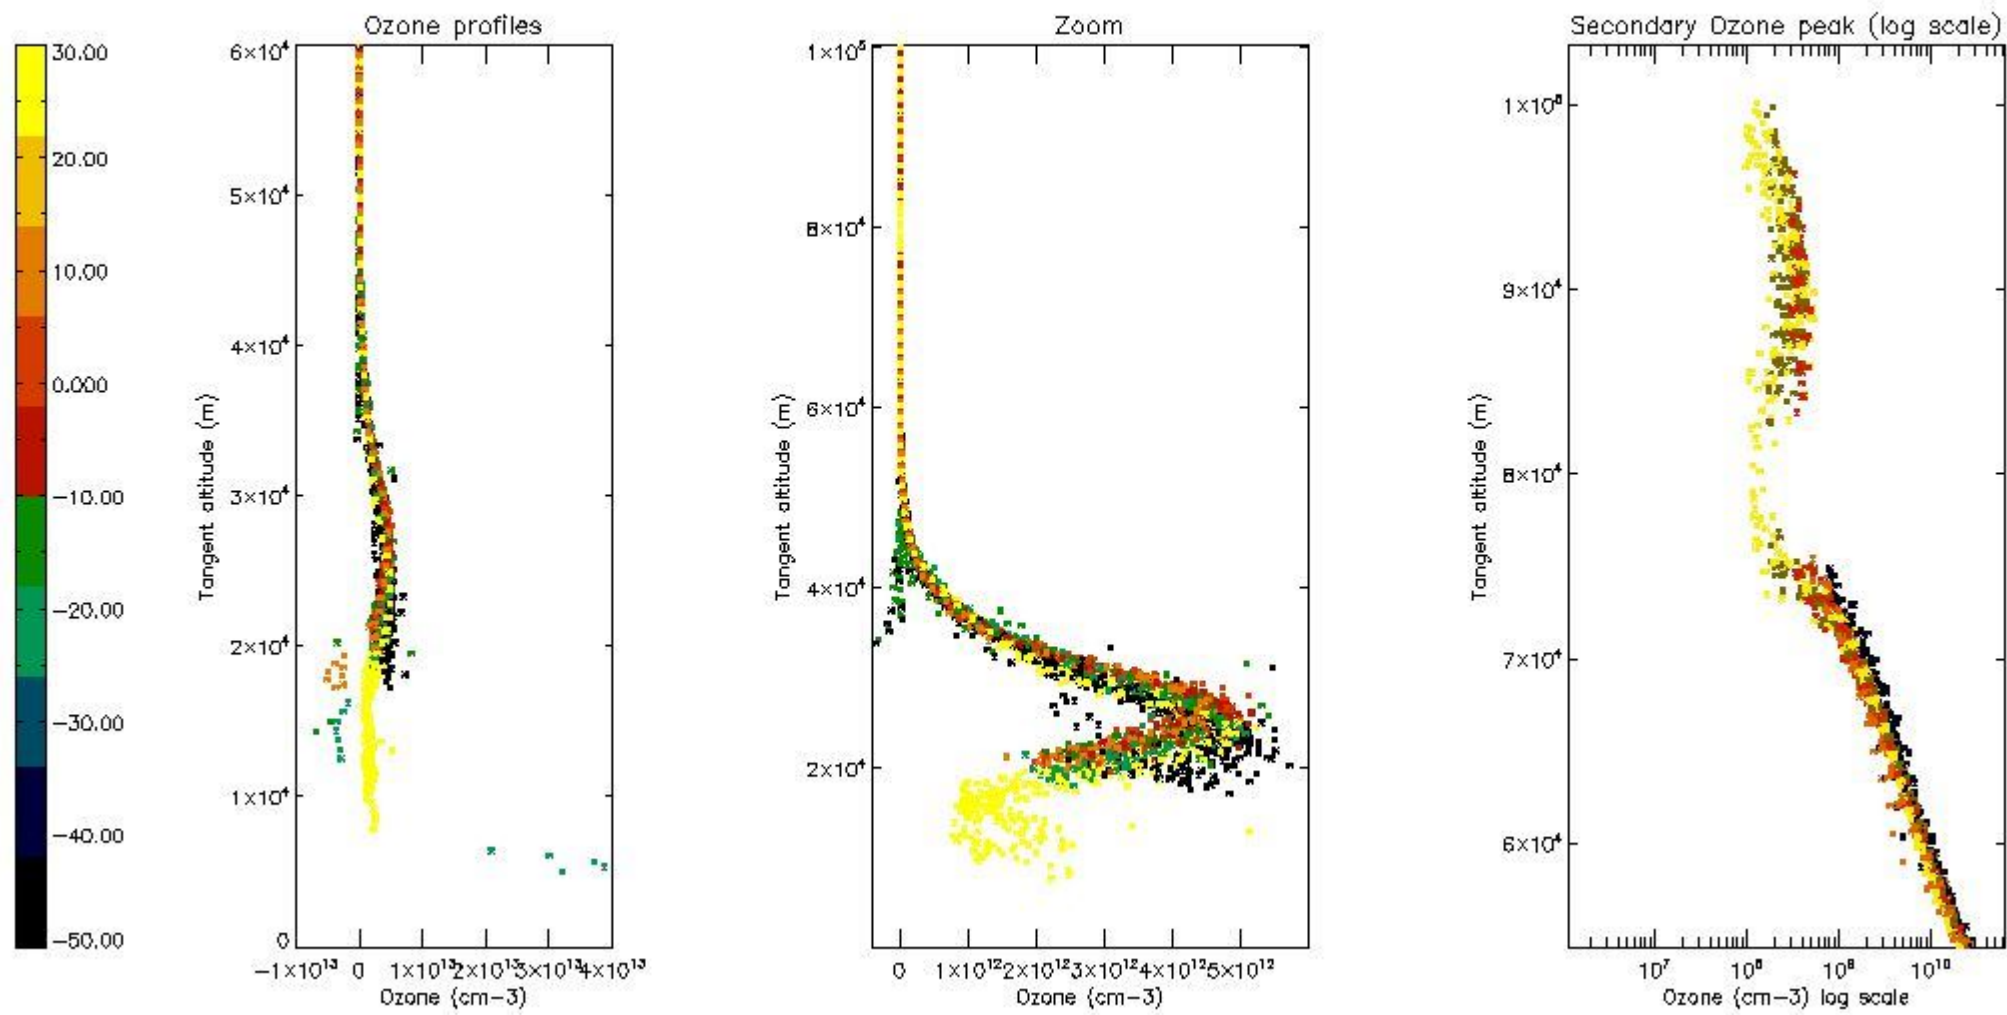 Ozone profiles
Zoom
Secondary Ozone peak (log scale)
30.00
20.00
10.00
0.000
−10.00
−20.00
−30.00
−40.00
−50.00
6×10⁴
5×10⁴
4×10⁴
3×10⁴
2×10⁴
1×10⁴
0
Tangent altitude (m)
−1×10¹³ 0 1×10¹³ 2×10¹³ 3×10¹³ 4×10¹³
Ozone (cm−3)
1×10⁵
8×10⁴
6×10⁴
4×10⁴
2×10⁴
Tangent altitude (m)
0 1×10¹² 2×10¹² 3×10¹² 4×10¹² 5×10¹²
Ozone (cm−3)
1×10⁵
9×10⁴
8×10⁴
7×10⁴
6×10⁴
Tangent altitude (m)
10⁷ 10⁸ 10⁹ 10¹⁰
Ozone (cm−3) log scale